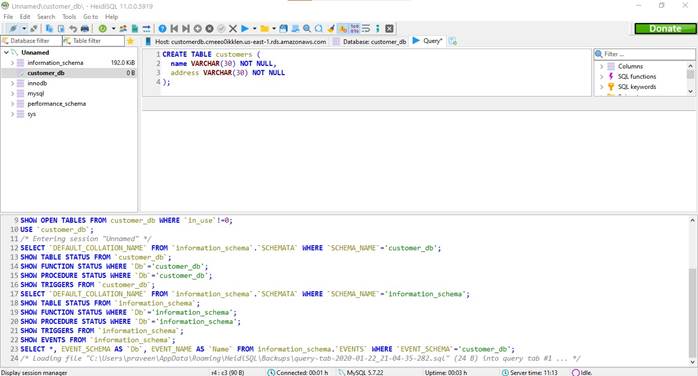 Unnamed\customer_db\ - HeidiSQL 11.0.0.5919
File Edit Search Tools Go to Help
Donate
Database filter Table filter
Host: customerdb.cmeeo0ikklen.us-east-1.rds.amazonaws.com Database: customer_db Query*
Unnamed
information_schema 192.0 KiB
customer_db 0 B
innodb
mysql
performance_schema
sys
1 CREATE TABLE customers (
2 name VARCHAR(30) NOT NULL,
3 address VARCHAR(30) NOT NULL
4 );
Filter ...
Columns
SQL functions
SQL keywords
9 SHOW OPEN TABLES FROM customer_db WHERE `in_use`!=0;
10 USE `customer_db`;
11 /* Entering session "Unnamed" */
12 SELECT `DEFAULT_COLLATION_NAME` FROM `information_schema`.`SCHEMATA` WHERE `SCHEMA_NAME`='customer_db';
13 SHOW TABLE STATUS FROM `customer_db`;
14 SHOW FUNCTION STATUS WHERE `Db`='customer_db';
15 SHOW PROCEDURE STATUS WHERE `Db`='customer_db';
16 SHOW TRIGGERS FROM `customer_db`;
17 SELECT `DEFAULT_COLLATION_NAME` FROM `information_schema`.`SCHEMATA` WHERE `SCHEMA_NAME`='information_schema';
18 SHOW TABLE STATUS FROM `information_schema`;
19 SHOW FUNCTION STATUS WHERE `Db`='information_schema';
20 SHOW PROCEDURE STATUS WHERE `Db`='information_schema';
21 SHOW TRIGGERS FROM `information_schema`;
22 SHOW EVENTS FROM `information_schema`;
23 SELECT *, EVENT_SCHEMA AS `Db`, EVENT_NAME AS `Name` FROM information_schema.`EVENTS` WHERE `EVENT_SCHEMA`='customer_db';
24 /* Loading file "C:\Users\praveen\AppData\Roaming\HeidiSQL\Backups\query-tab-2020-01-22_21-04-35-282.sql" (24 B) into query tab #1 ... */
Display session manager r4 : c3 (90 B) Connected: 00:01 h MySQL 5.7.22 Uptime: 00:03 h Server time: 11:13 Idle.